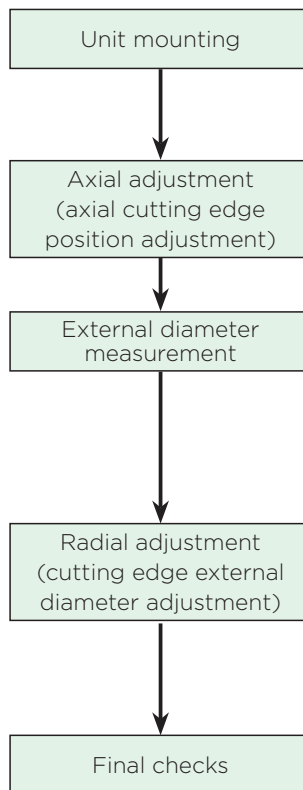 Unit mounting
Axial adjustment
(axial cutting edge
position adjustment)
External diameter
measurement
Radial adjustment
(cutting edge external
diameter adjustment)
Final checks